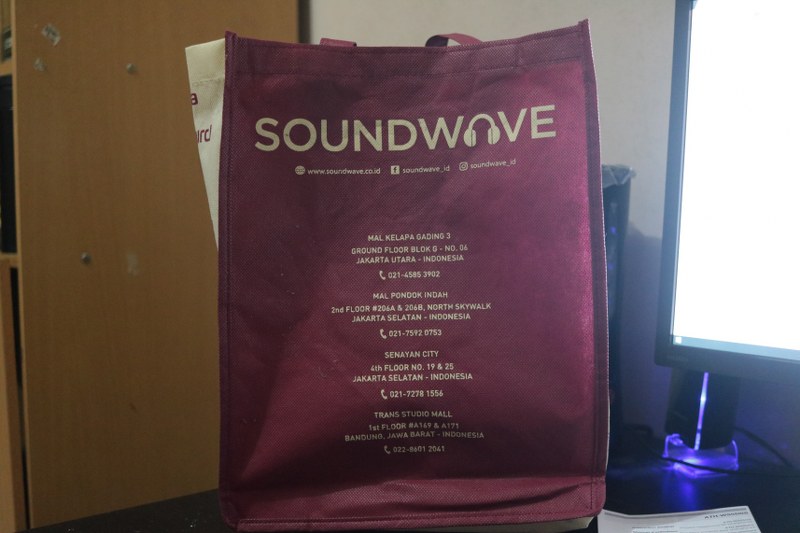 SOUNDWAVE
www.soundwave.co.id soundwave_id soundwave_id
MAL KELAPA GADING 3
GROUND FLOOR BLOK G - NO. 06
JAKARTA UTARA - INDONESIA
021-4585 3902
MAL PONDOK INDAH
2nd FLOOR #206A & 206B, NORTH SKYWALK
JAKARTA SELATAN - INDONESIA
021-7592 0753
SENAYAN CITY
4th FLOOR NO. 19 & 25
JAKARTA SELATAN - INDONESIA
021-7278 1556
TRANS STUDIO MALL
1st FLOOR #A169 & A171
BANDUNG, JAWA BARAT - INDONESIA
022-8601 2041